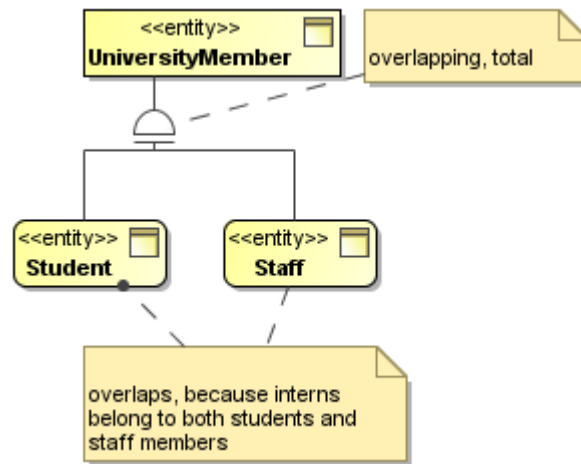 <<entity>>
UniversityMember
overlapping, total
<<entity>>
Student
<<entity>>
Staff
overlaps, because interns
belong to both students and
staff members